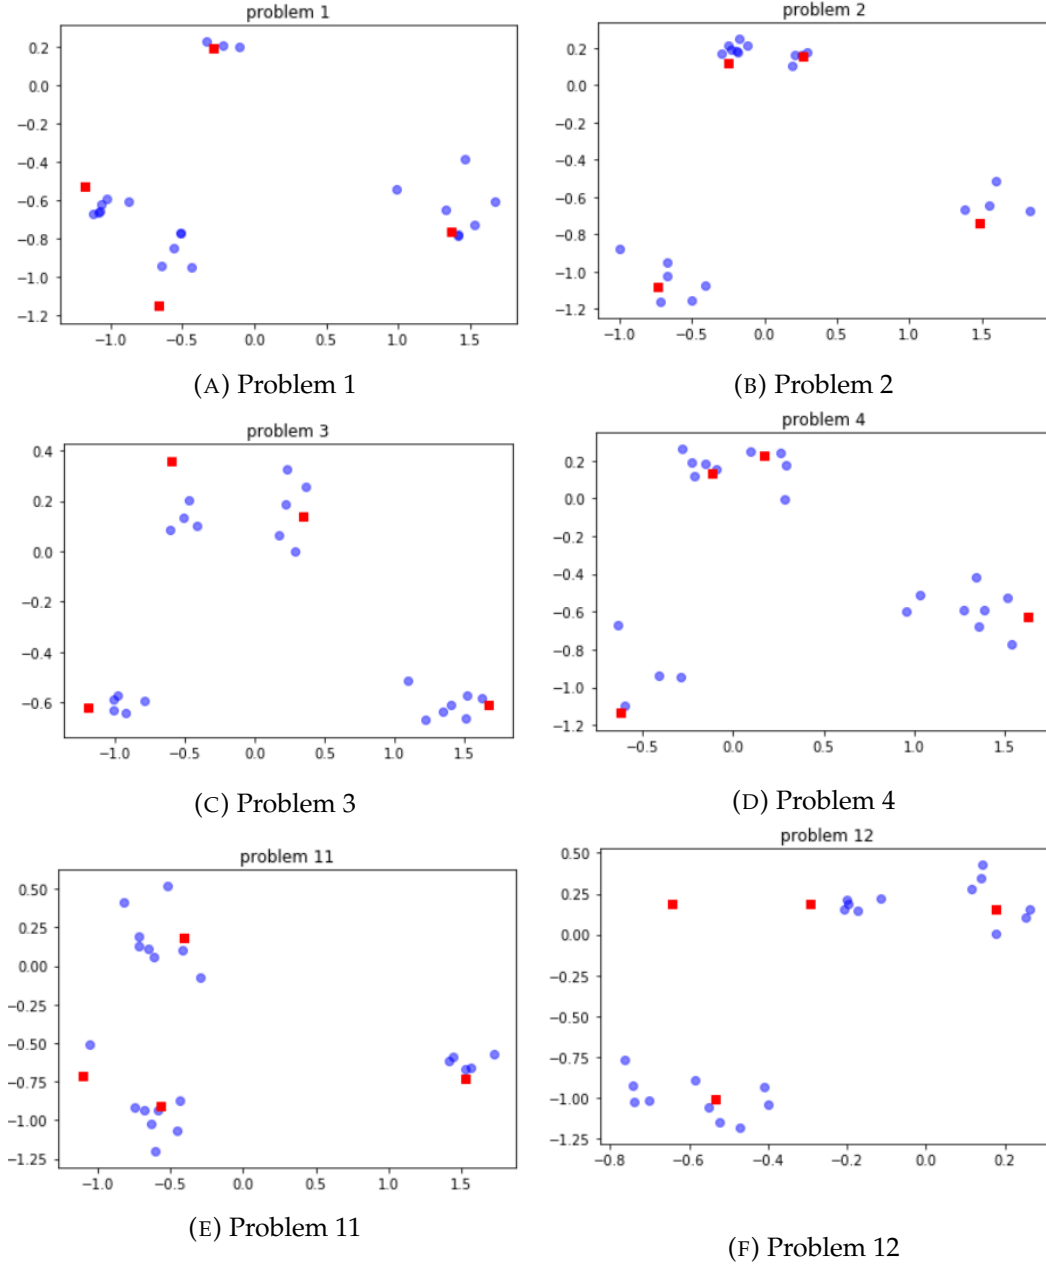 problem 1
0.2
0.0
−0.2
−0.4
−0.6
−0.8
−1.0
−1.2
−1.0 −0.5 0.0 0.5 1.0 1.5
(A) Problem 1
problem 2
0.2
0.0
−0.2
−0.4
−0.6
−0.8
−1.0
−1.2
−1.0 −0.5 0.0 0.5 1.0 1.5
(B) Problem 2
problem 3
0.4
0.2
0.0
−0.2
−0.4
−0.6
−1.0 −0.5 0.0 0.5 1.0 1.5
(C) Problem 3
problem 4
0.2
0.0
−0.2
−0.4
−0.6
−0.8
−1.0
−1.2
−0.5 0.0 0.5 1.0 1.5
(D) Problem 4
problem 11
0.50
0.25
0.00
−0.25
−0.50
−0.75
−1.00
−1.25
−1.0 −0.5 0.0 0.5 1.0 1.5
(E) Problem 11
problem 12
0.50
0.25
0.00
−0.25
−0.50
−0.75
−1.00
−1.25
−0.8 −0.6 −0.4 −0.2 0.0 0.2
(F) Problem 12